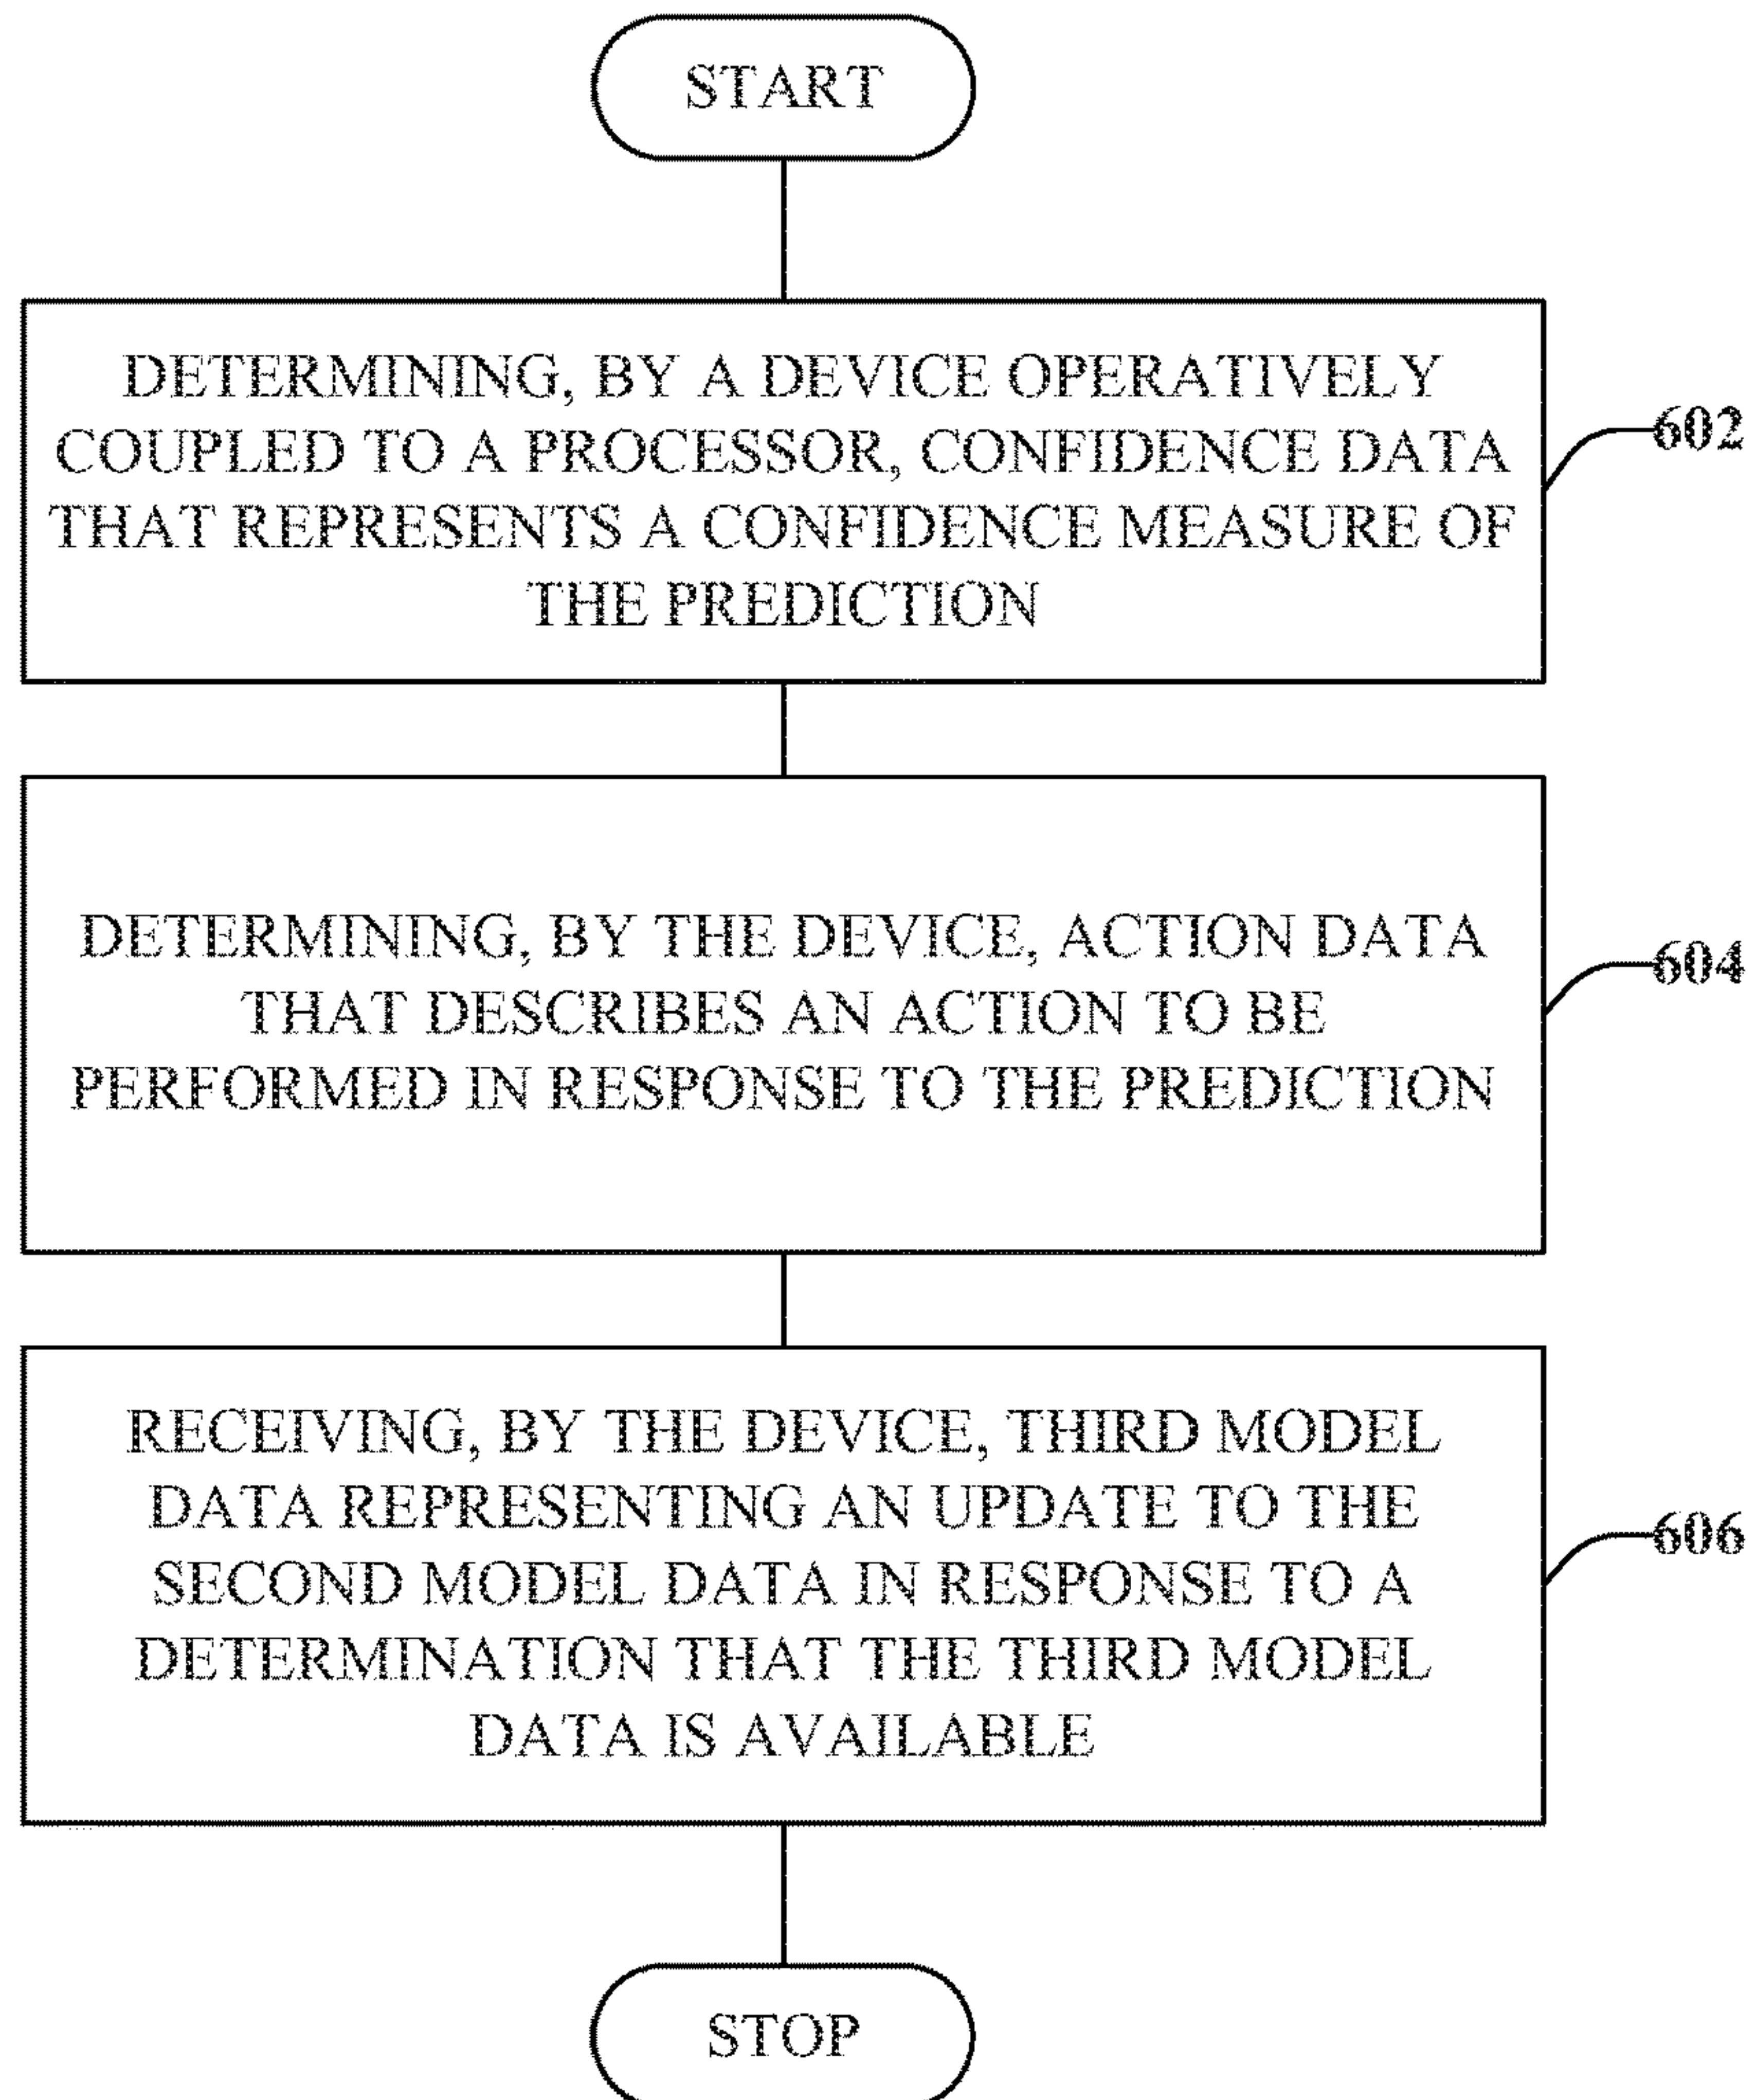 START
DETERMINING, BY A DEVICE OPERATIVELY
COUPLED TO A PROCESSOR, CONFIDENCE DATA
THAT REPRESENTS A CONFIDENCE MEASURE OF
THE PREDICTION
602
DETERMINING, BY THE DEVICE, ACTION DATA
THAT DESCRIBES AN ACTION TO BE
PERFORMED IN RESPONSE TO THE PREDICTION
604
RECEIVING, BY THE DEVICE, THIRD MODEL
DATA REPRESENTING AN UPDATE TO THE
SECOND MODEL DATA IN RESPONSE TO A
DETERMINATION THAT THE THIRD MODEL
DATA IS AVAILABLE
606
STOP